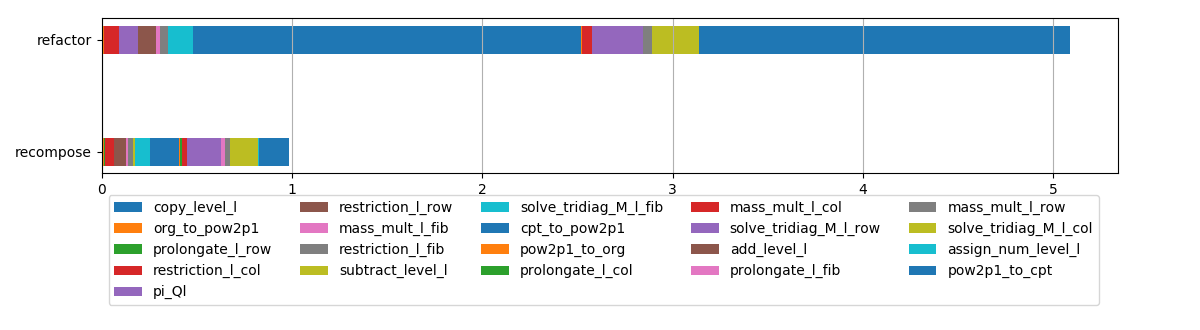 refactor
recompose
0 1 2 3 4 5
copy_level_l restriction_l_row solve_tridiag_M_l_fib mass_mult_l_col mass_mult_l_row
org_to_pow2p1 mass_mult_l_fib cpt_to_pow2p1 solve_tridiag_M_l_row solve_tridiag_M_l_col
prolongate_l_row restriction_l_fib pow2p1_to_org add_level_l assign_num_level_l
restriction_l_col subtract_level_l prolongate_l_col prolongate_l_fib pow2p1_to_cpt
pi_Ql